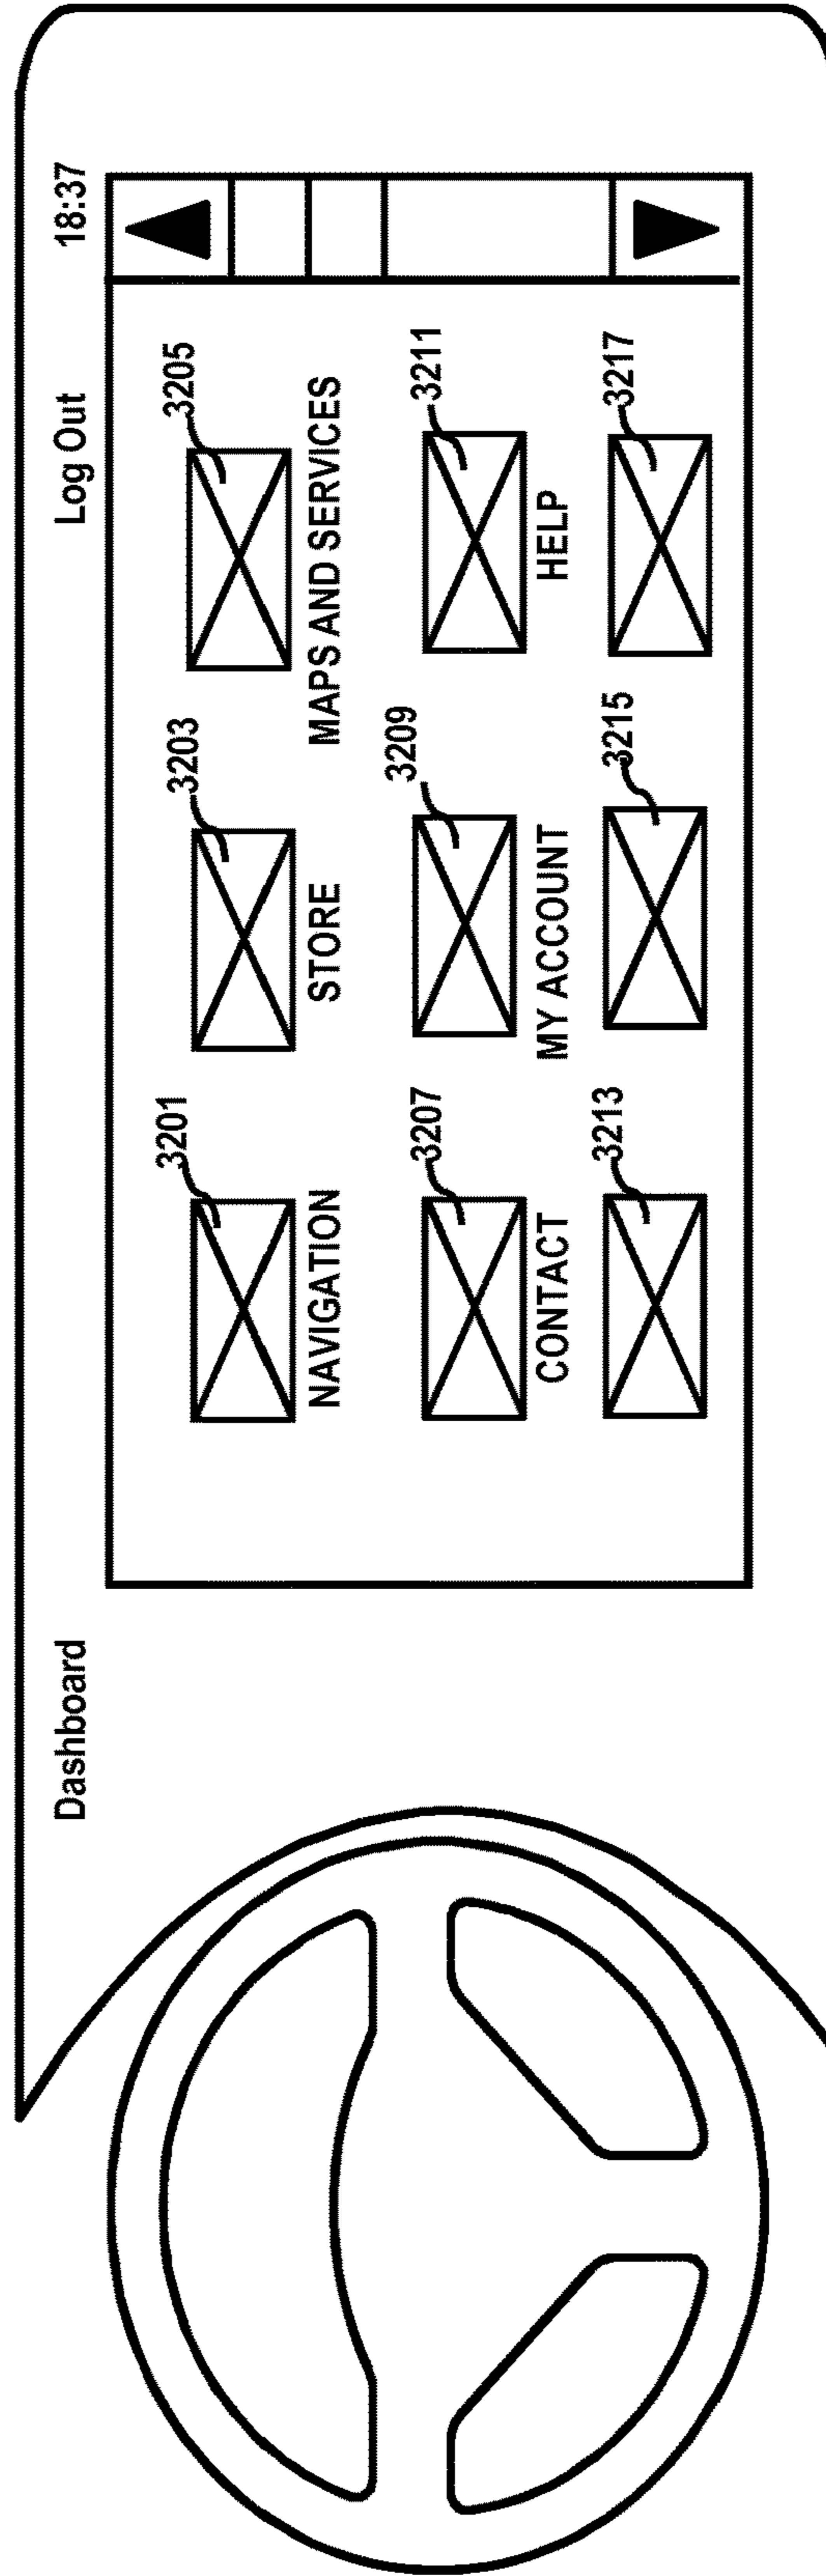 Dashboard Log Out 18:37
3201 3203 3205
NAVIGATION STORE MAPS AND SERVICES
3207 3209 3211
CONTACT MY ACCOUNT HELP
3213 3215 3217